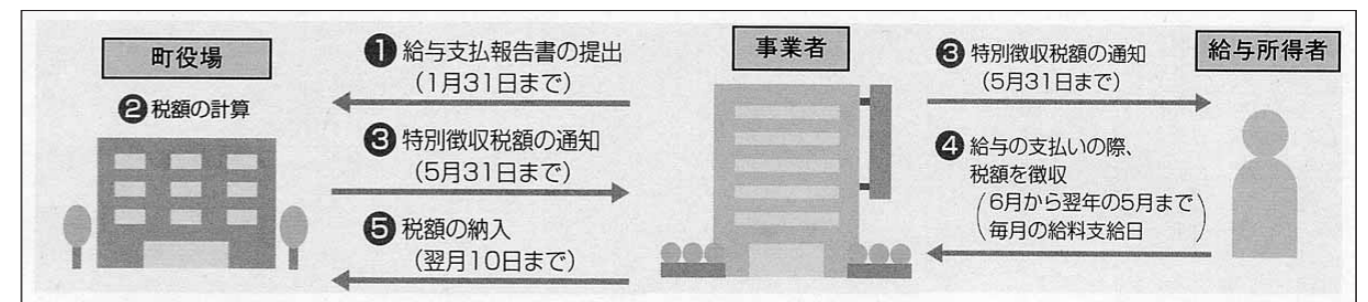 町役場
❷税額の計算
❶給与支払報告書の提出
(1月31日まで)
❸特別徴収税額の通知
(5月31日まで)
❺税額の納入
(翌月10日まで)
事業者
❸特別徴収税額の通知
(5月31日まで)
❹給与の支払いの際、
税額を徴収
(6月から翌年の5月まで
毎月の給料支給日)
給与所得者